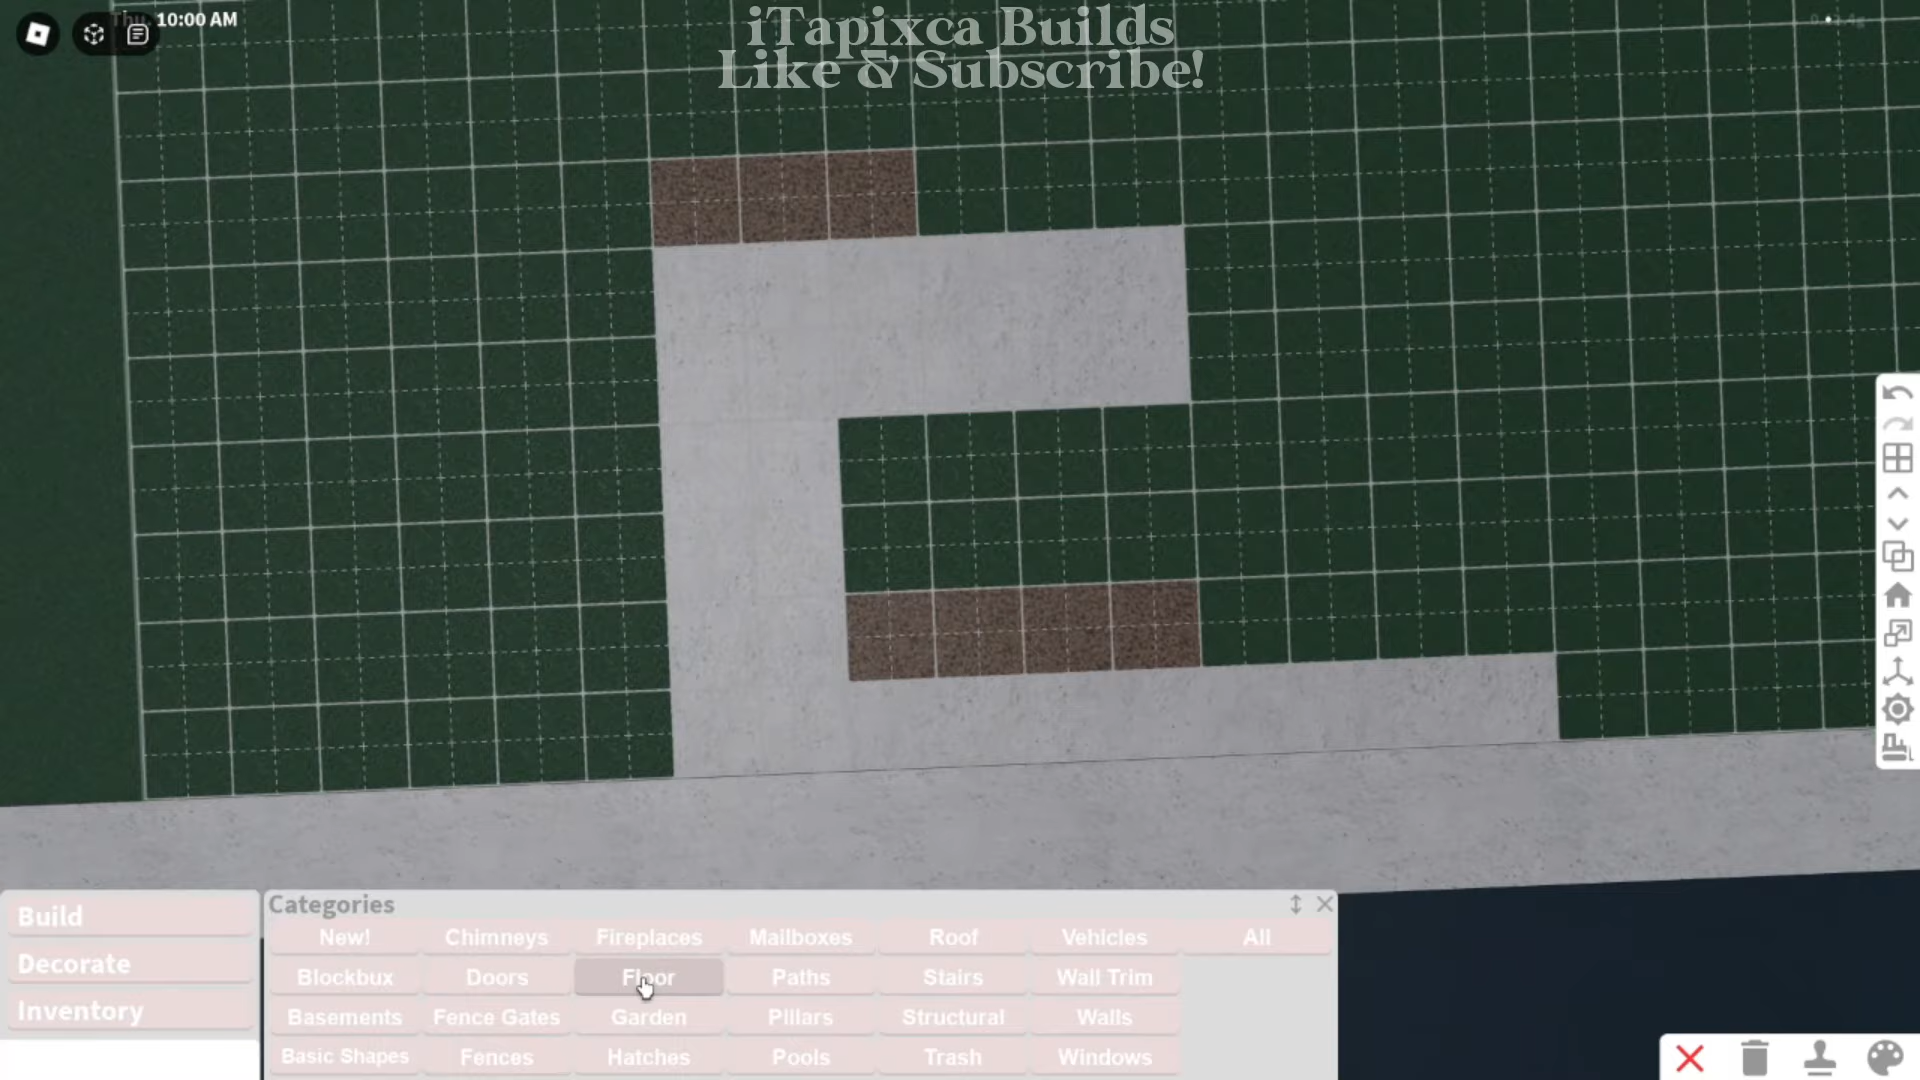 Thu. 10:00 AM
iTapixca Builds
Like & Subscribe!
Build
Decorate
Inventory
Categories
New!
Chimneys
Fireplaces
Mailboxes
Roof
Vehicles
All
Blockbux
Doors
Floor
Paths
Stairs
Wall Trim
Basements
Fence Gates
Garden
Pillars
Structural
Walls
Basic Shapes
Fences
Hatches
Pools
Trash
Windows